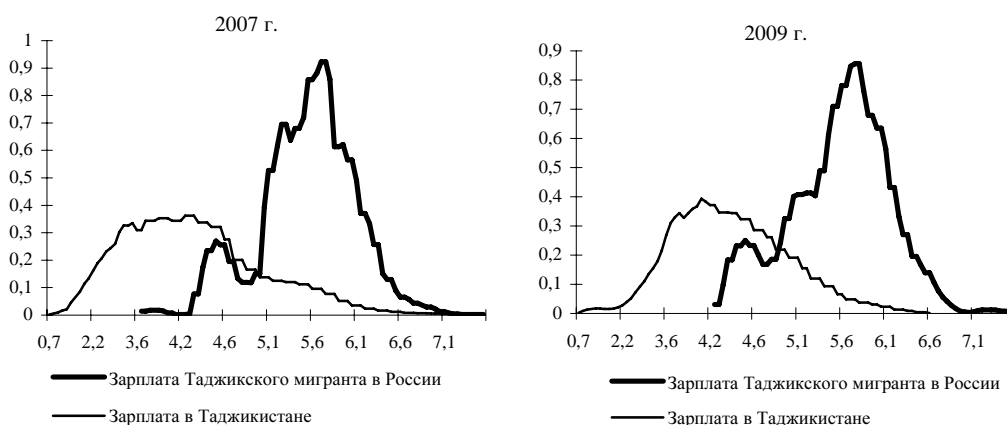 2007 г.
1
0,9
0,8
0,7
0,6
0,5
0,4
0,3
0,2
0,1
0
0,7 2,2 3,6 4,2 4,6 5,1 5,6 6,1 6,6 7,1
Зарплата Таджикского мигранта в России
Зарплата в Таджикистане
2009 г.
0,9
0,8
0,7
0,6
0,5
0,4
0,3
0,2
0,1
0
0,7 2,2 3,6 4,2 4,6 5,1 5,6 6,1 6,6 7,1
Зарплата Таджикского мигранта в России
Зарплата в Таджикистане